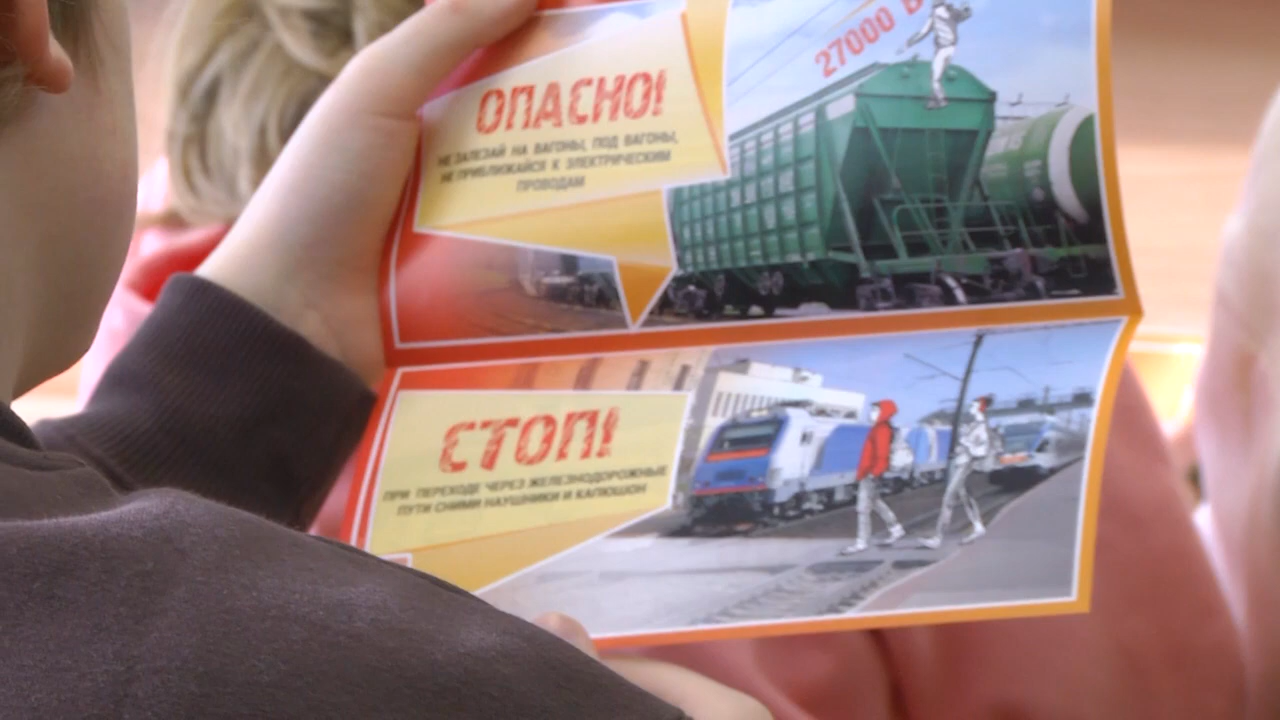 27000 В
ОПАСНО!
НЕ ЗАЛЕЗАЙ НА ВАГОНЫ, ПОД ВАГОНЫ,
НЕ ПРИБЛИЖАЙСЯ К ЭЛЕКТРИЧЕСКИМ
ПРОВОДАМ
СТОП!
ПРИ ПЕРЕХОДЕ ЧЕРЕЗ ЖЕЛЕЗНОДОРОЖНЫЕ
ПУТИ СНИМИ НАУШНИКИ И КАПЮШОН